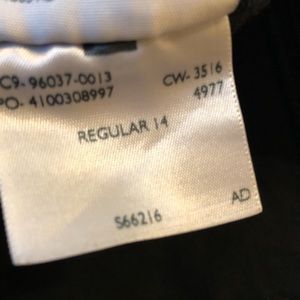 C9- 96037-0013 CW- 3516
PO- 4100308997 4977
REGULAR 14
S66216 AD